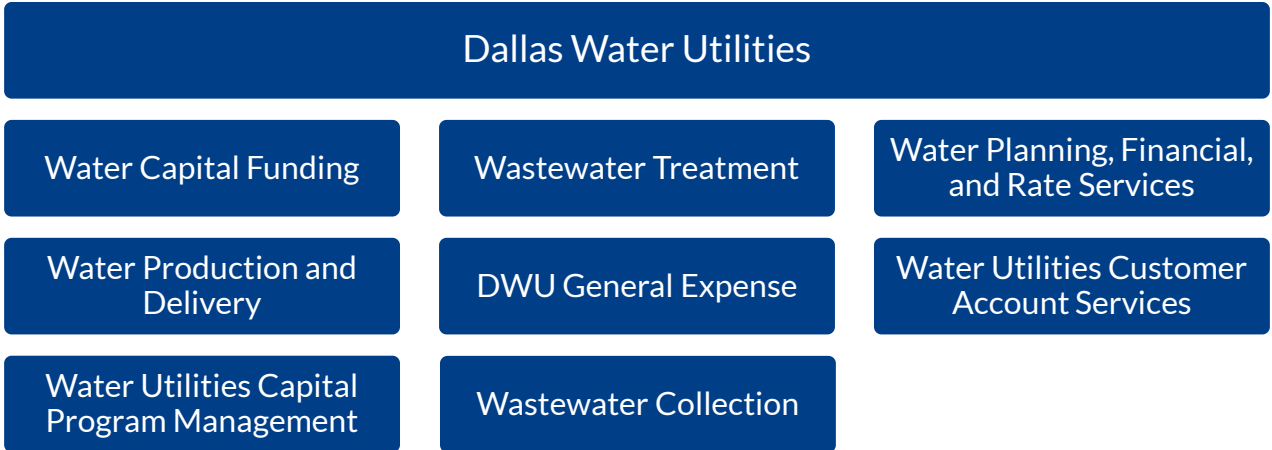 Dallas Water Utilities
Water Capital Funding
Wastewater Treatment
Water Planning, Financial,
and Rate Services
Water Production and
Delivery
DWU General Expense
Water Utilities Customer
Account Services
Water Utilities Capital
Program Management
Wastewater Collection